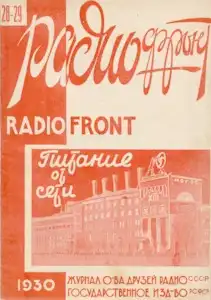 28-29
Радиофронт
RADIO FRONT
Питание
от
сети
1930
ЖУРНАЛ О-ВА ДРУЗЕЙ РАДИО СССР
ГОСУДАРСТВЕННОЕ ИЗД-ВО РСФСР